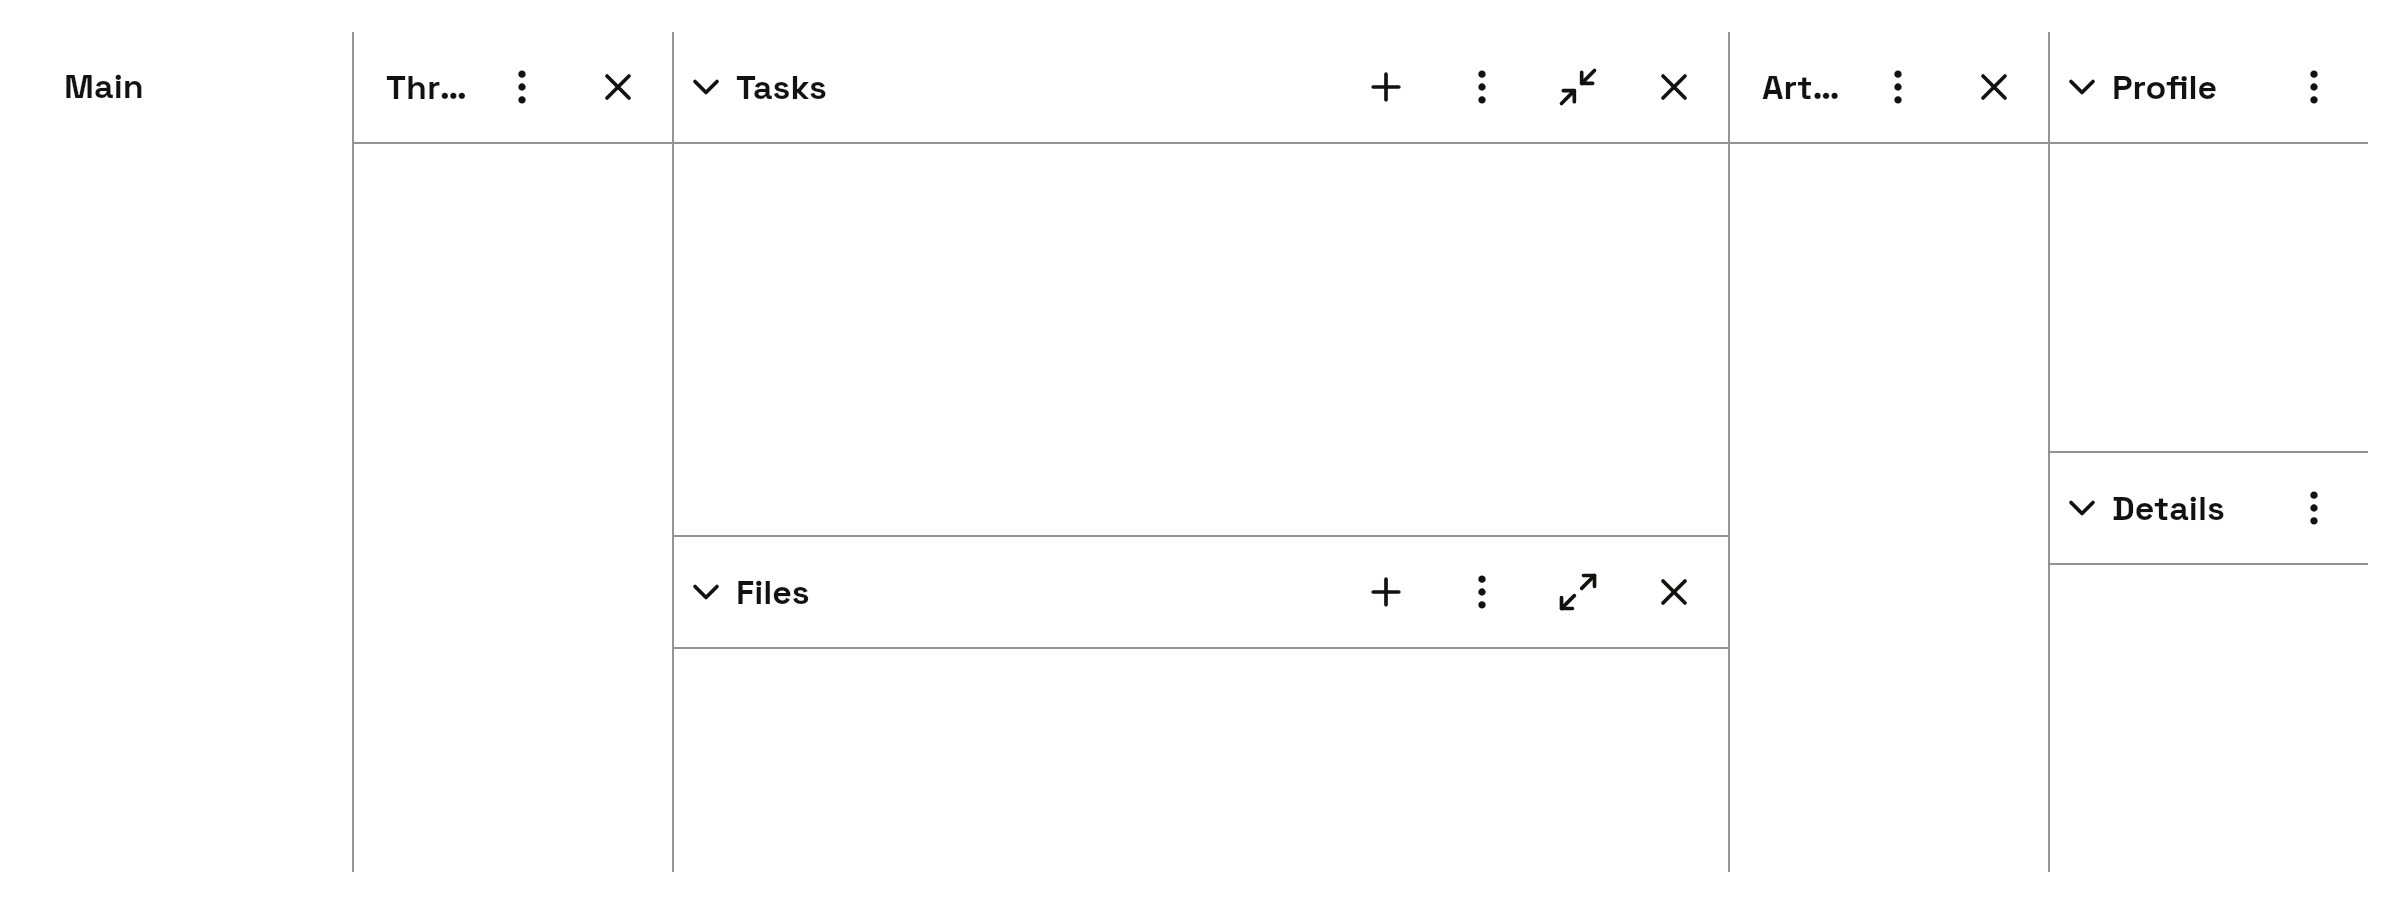 Main
Thr...
Tasks
Art...
Profile
Details
Files